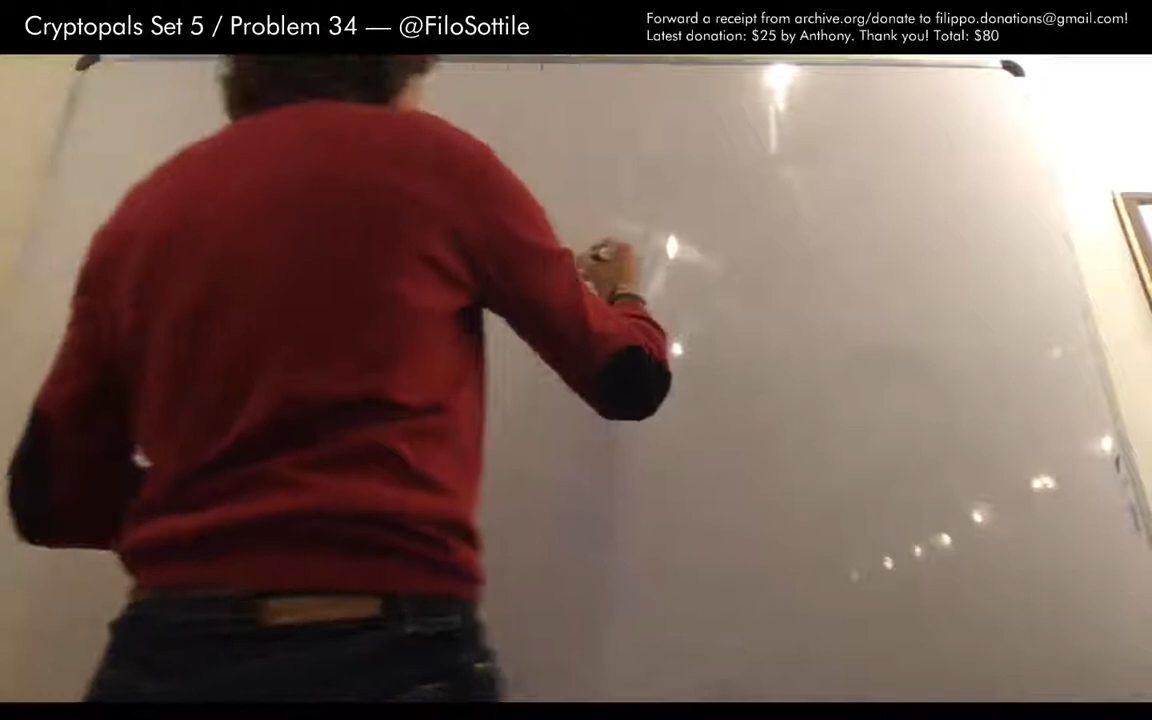 Cryptopals Set 5 / Problem 34 — @FiloSottile
Forward a receipt from archive.org/donate to filippo.donations@gmail.com!
Latest donation: $25 by Anthony. Thank you! Total: $80